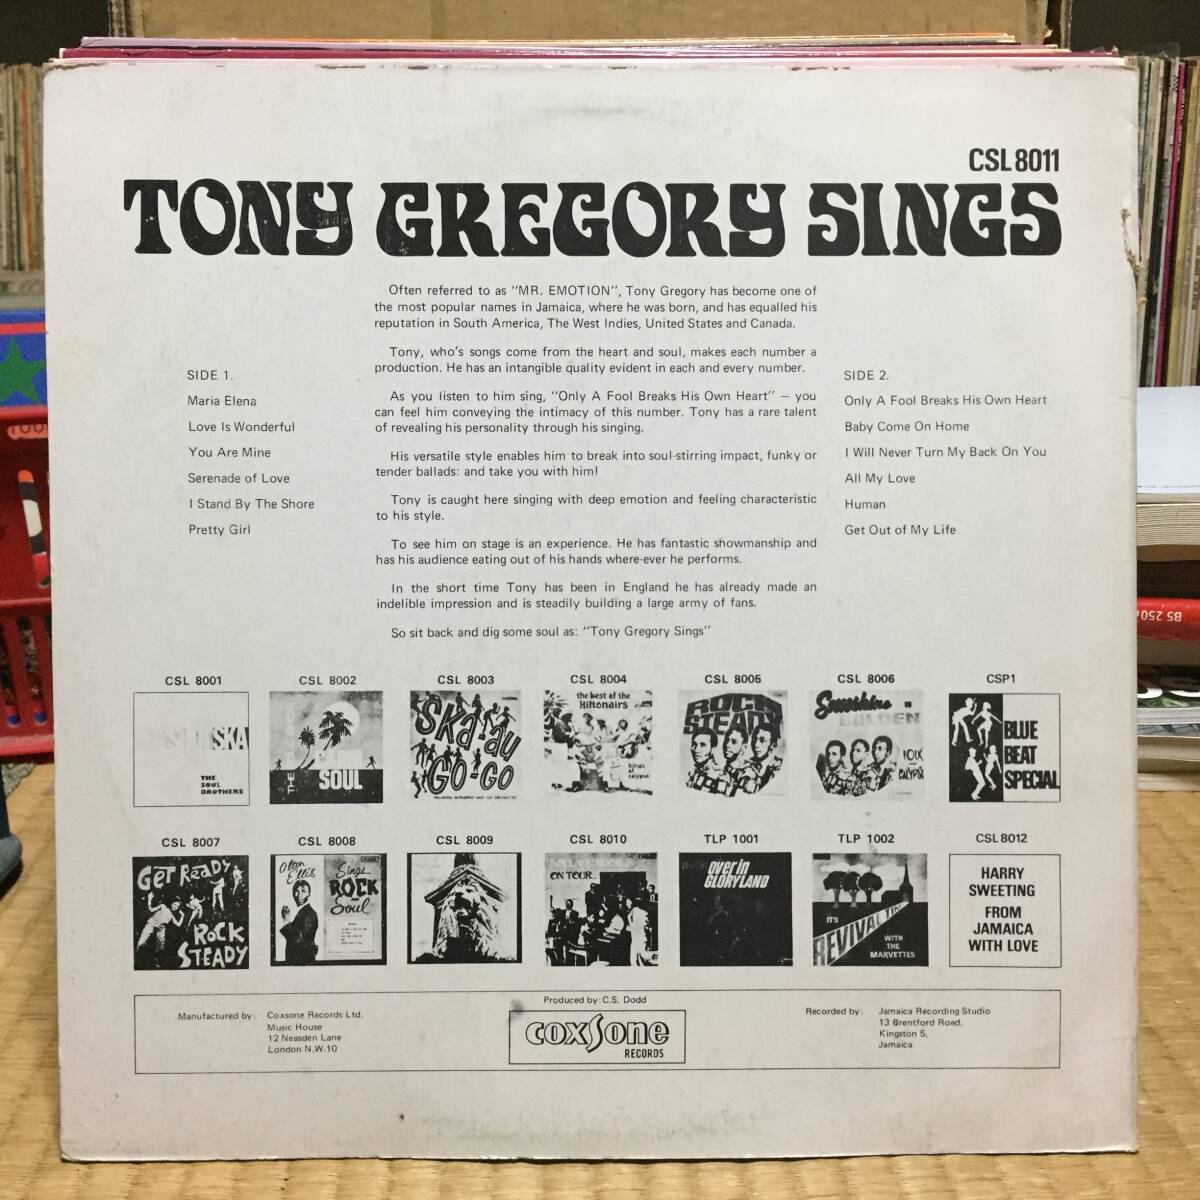 CSL 8011
TONY GREGORY SINGS
Often referred to as "MR. EMOTION", Tony Gregory has become one of
the most popular names in Jamaica, where he was born, and has equalled his
reputation in South America, The West Indies, United States and Canada.
Tony, who's songs come from the heart and soul, makes each number a
production. He has an intangible quality evident in each and every number.
As you listen to him sing, "Only A Fool Breaks His Own Heart" — you
can feel him conveying the intimacy of this number. Tony has a rare talent
of revealing his personality through his singing.
His versatile style enables him to break into soul-stirring impact, funky or
tender ballads: and take you with him!
Tony is caught here singing with deep emotion and feeling characteristic
to his style.
To see him on stage is an experience. He has fantastic showmanship and
has his audience eating out of his hands where-ever he performs.
In the short time Tony has been in England he has already made an
indelible impression and is steadily building a large army of fans.
So sit back and dig some soul as: "Tony Gregory Sings"
SIDE 1.
Maria Elena
Love Is Wonderful
You Are Mine
Serenade of Love
I Stand By The Shore
Pretty Girl
SIDE 2.
Only A Fool Breaks His Own Heart
Baby Come On Home
I Will Never Turn My Back On You
All My Love
Human
Get Out of My Life
CSL 8001
SKA
THE
SOUL
BROTHERS
CSL 8002
SOUL
CSL 8003
SKA-AU
GO-GO
CSL 8004
the best of the
Hiltonairs
kings of
calypso
CSL 8005
ROCK
STEADY
CSL 8006
Sunshine is
GOLDEN
FOLK
CALYPSO
CSP1
BLUE
BEAT
SPECIAL
CSL 8007
GET READY
ROCK
STEADY
CSL 8008
Alton
Ellis
Sings
ROCK
and
Soul
CSL 8009
CSL 8010
ON TOUR
TLP 1001
over in
GLORYLAND
TLP 1002
IT'S
REVIVAL TIME
WITH
THE
MARVETTES
CSL 8012
HARRY
SWEETING
FROM
JAMAICA
WITH LOVE
Manufactured by: Coxsone Records Ltd.
Music House
12 Neasden Lane
London N.W.10
Produced by: C.S. Dodd
coxsone
RECORDS
Recorded by: Jamaica Recording Studio
13 Brentford Road,
Kingston 5,
Jamaica